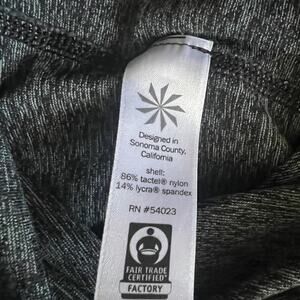 Designed in
Sonoma County,
California
shell:
86% tactel® nylon
14% lycra® spandex
RN #54023
FAIR TRADE
CERTIFIED™
FACTORY